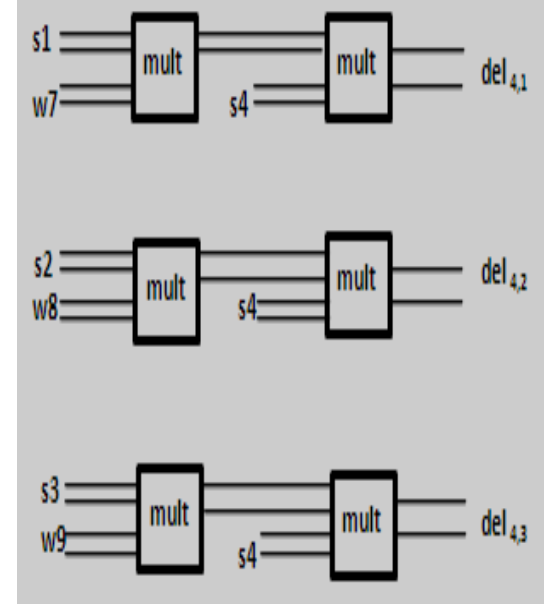 s1
mult
mult
w7
s4
del 4,1
s2
mult
mult
w8
s4
del 4,2
s3
mult
mult
w9
s4
del 4,3